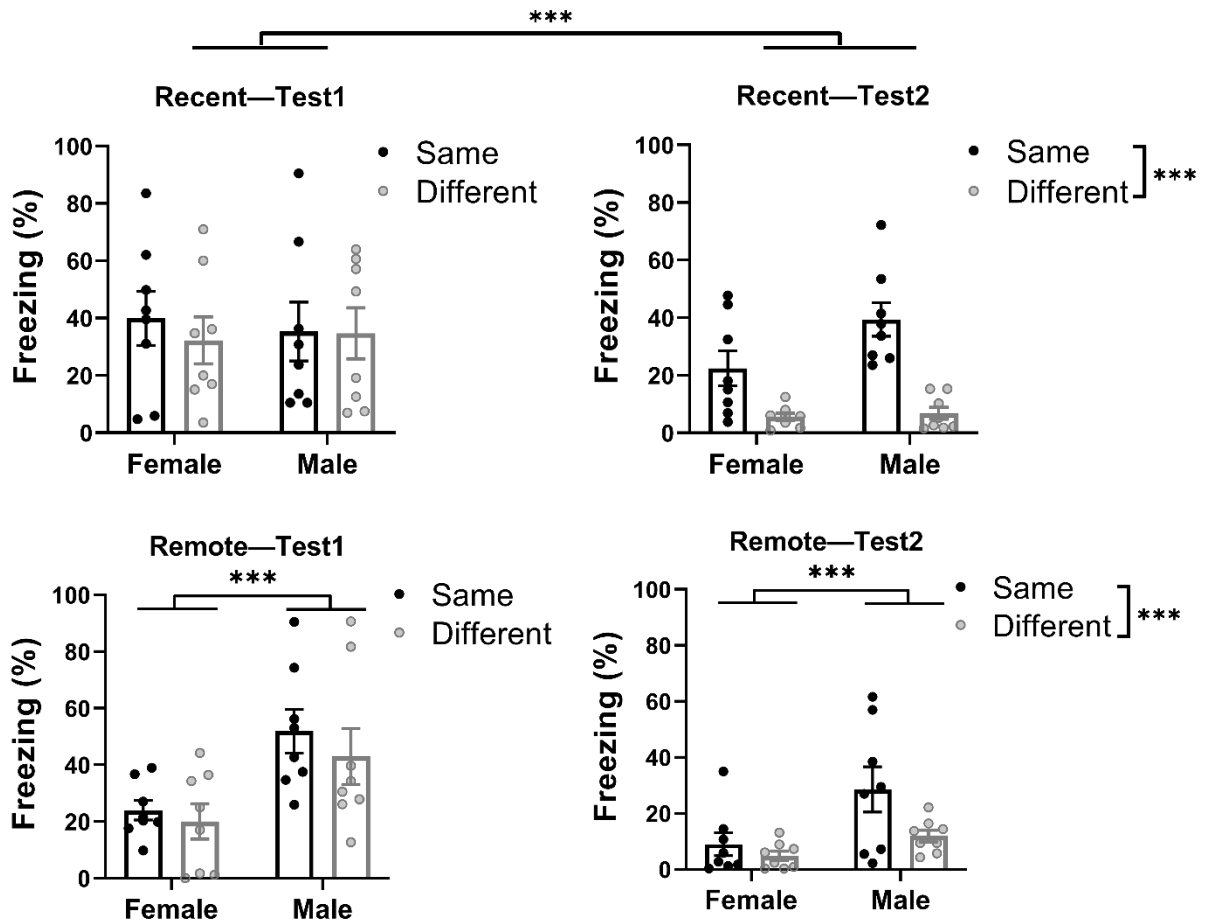 ***
Recent—Test1
Freezing (%)
100
80
60
40
20
0
Same
Different
Female Male
Recent—Test2
Freezing (%)
100
80
60
40
20
0
Same
Different
***
Female Male
Remote—Test1
***
Freezing (%)
100
80
60
40
20
0
Same
Different
Female Male
Remote—Test2
***
Freezing (%)
100
80
60
40
20
0
Same
Different
***
Female Male